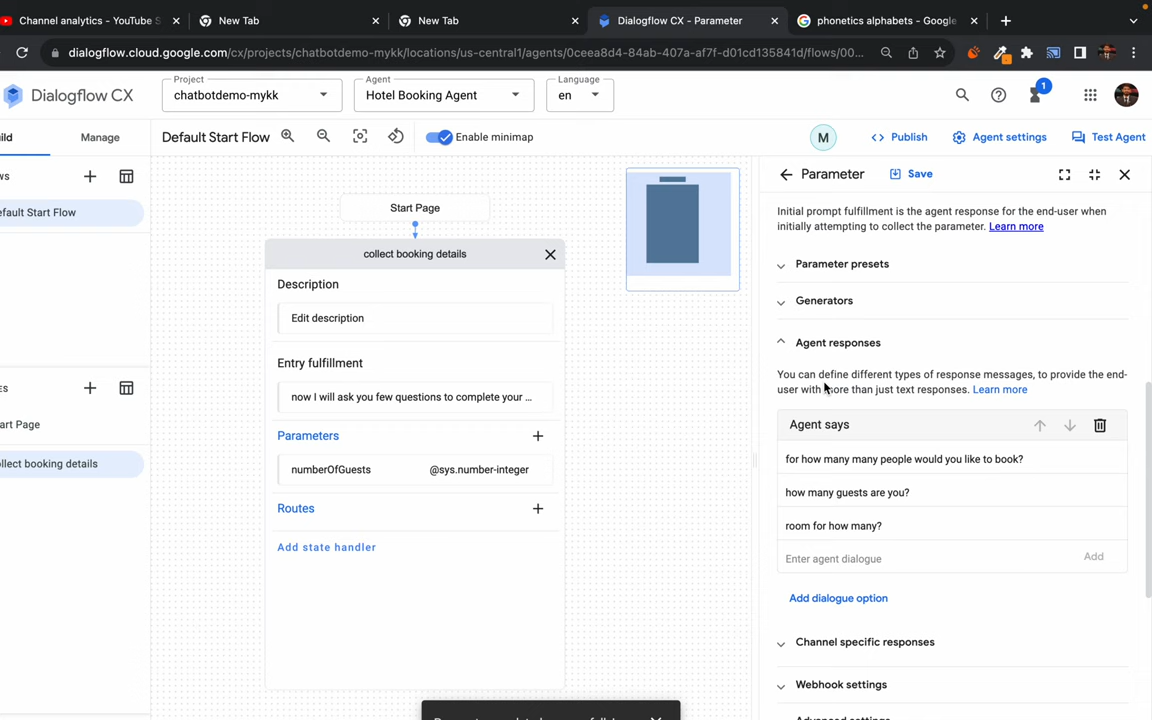 Channel analytics - YouTube S
New Tab
New Tab
Dialogflow CX - Parameter
phonetics alphabets - Google
dialogflow.cloud.google.com/cx/projects/chatbotdemo-mykk/locations/us-central1/agents/0ceea8d4-84ab-407a-af7f-d01cd135841d/flows/00...
Dialogflow CX
Project
chatbotdemo-mykk
Agent
Hotel Booking Agent
Language
en
1
ild
Manage
Default Start Flow
Enable minimap
M
Publish
Agent settings
Test Agent
WS
efault Start Flow
ES
art Page
ollect booking details
Start Page
collect booking details
Description
Edit description
Entry fulfillment
now I will ask you few questions to complete your ...
Parameters
numberOfGuests
@sys.number-integer
Routes
Add state handler
Parameter
Save
Initial prompt fulfillment is the agent response for the end-user when
initially attempting to collect the parameter. Learn more
Parameter presets
Generators
Agent responses
You can define different types of response messages, to provide the end-
user with more than just text responses. Learn more
Agent says
for how many many people would you like to book?
how many guests are you?
room for how many?
Enter agent dialogue
Add
Add dialogue option
Channel specific responses
Webhook settings
Advanced settings